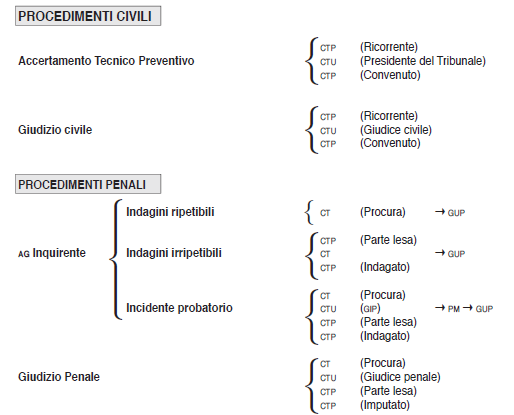 PROCEDIMENTI CIVILI
CTP (Ricorrente)
Accertamento Tecnico Preventivo CTU (Presidente del Tribunale)
CTP (Convenuto)
CTP (Ricorrente)
Giudizio civile CTU (Giudice civile)
CTP (Convenuto)
PROCEDIMENTI PENALI
Indagini ripetibili CT (Procura) → GUP
CTP (Parte lesa)
AG Inquirente Indagini irripetibili CT → GUP
CTP (Indagato)
CT (Procura)
Incidente probatorio CTU (GIP) → PM → GUP
CTP (Parte lesa)
CTP (Indagato)
CT (Procura)
Giudizio Penale CTU (Giudice penale)
CTP (Parte lesa)
CTP (Imputato)